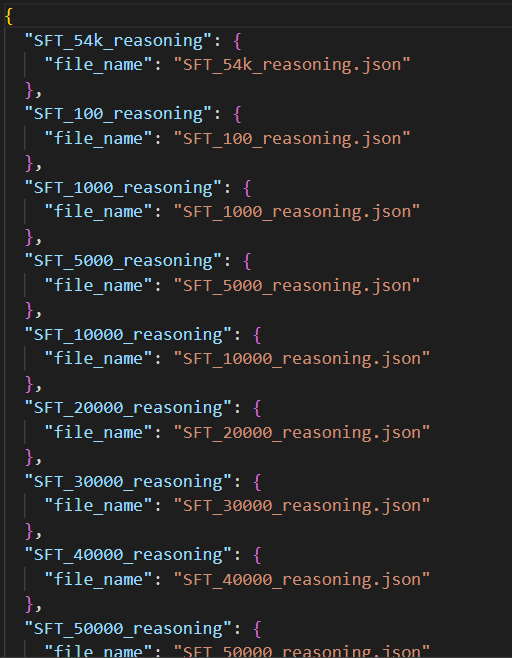 {
"SFT_54k_reasoning": {
"file_name": "SFT_54k_reasoning.json"
},
"SFT_100_reasoning": {
"file_name": "SFT_100_reasoning.json"
},
"SFT_1000_reasoning": {
"file_name": "SFT_1000_reasoning.json"
},
"SFT_5000_reasoning": {
"file_name": "SFT_5000_reasoning.json"
},
"SFT_10000_reasoning": {
"file_name": "SFT_10000_reasoning.json"
},
"SFT_20000_reasoning": {
"file_name": "SFT_20000_reasoning.json"
},
"SFT_30000_reasoning": {
"file_name": "SFT_30000_reasoning.json"
},
"SFT_40000_reasoning": {
"file_name": "SFT_40000_reasoning.json"
},
"SFT_50000_reasoning": {
"file_name": "SFT_50000_reasoning.json"